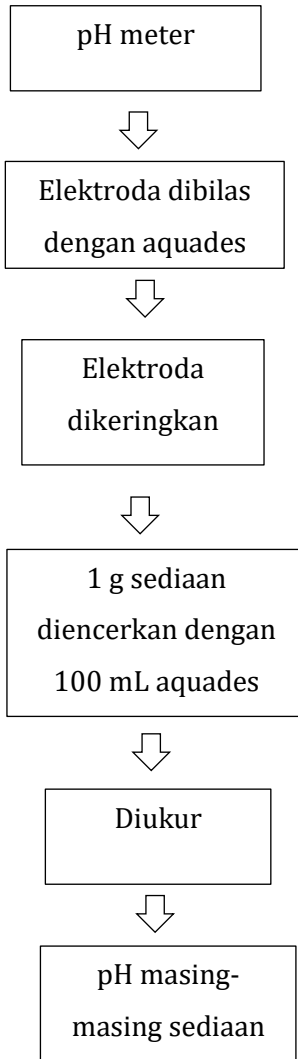 pH meter
Elektroda dibilas
dengan aquades
Elektroda
dikeringkan
1 g sediaan
diencerkan dengan
100 mL aquades
Diukur
pH masing-
masing sediaan